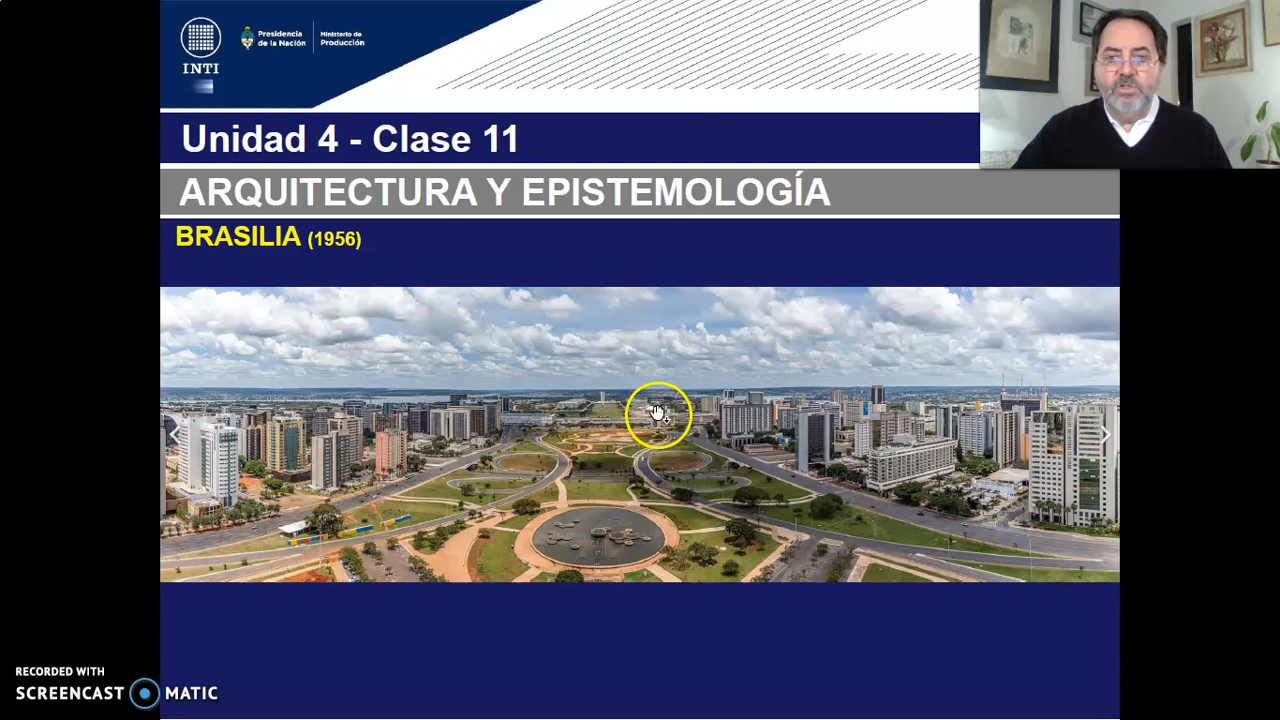 INTI
Presidencia
de la Nación
Ministerio de
Producción
Unidad 4 - Clase 11
ARQUITECTURA Y EPISTEMOLOGÍA
BRASILIA (1956)
RECORDED WITH
SCREENCAST MATIC